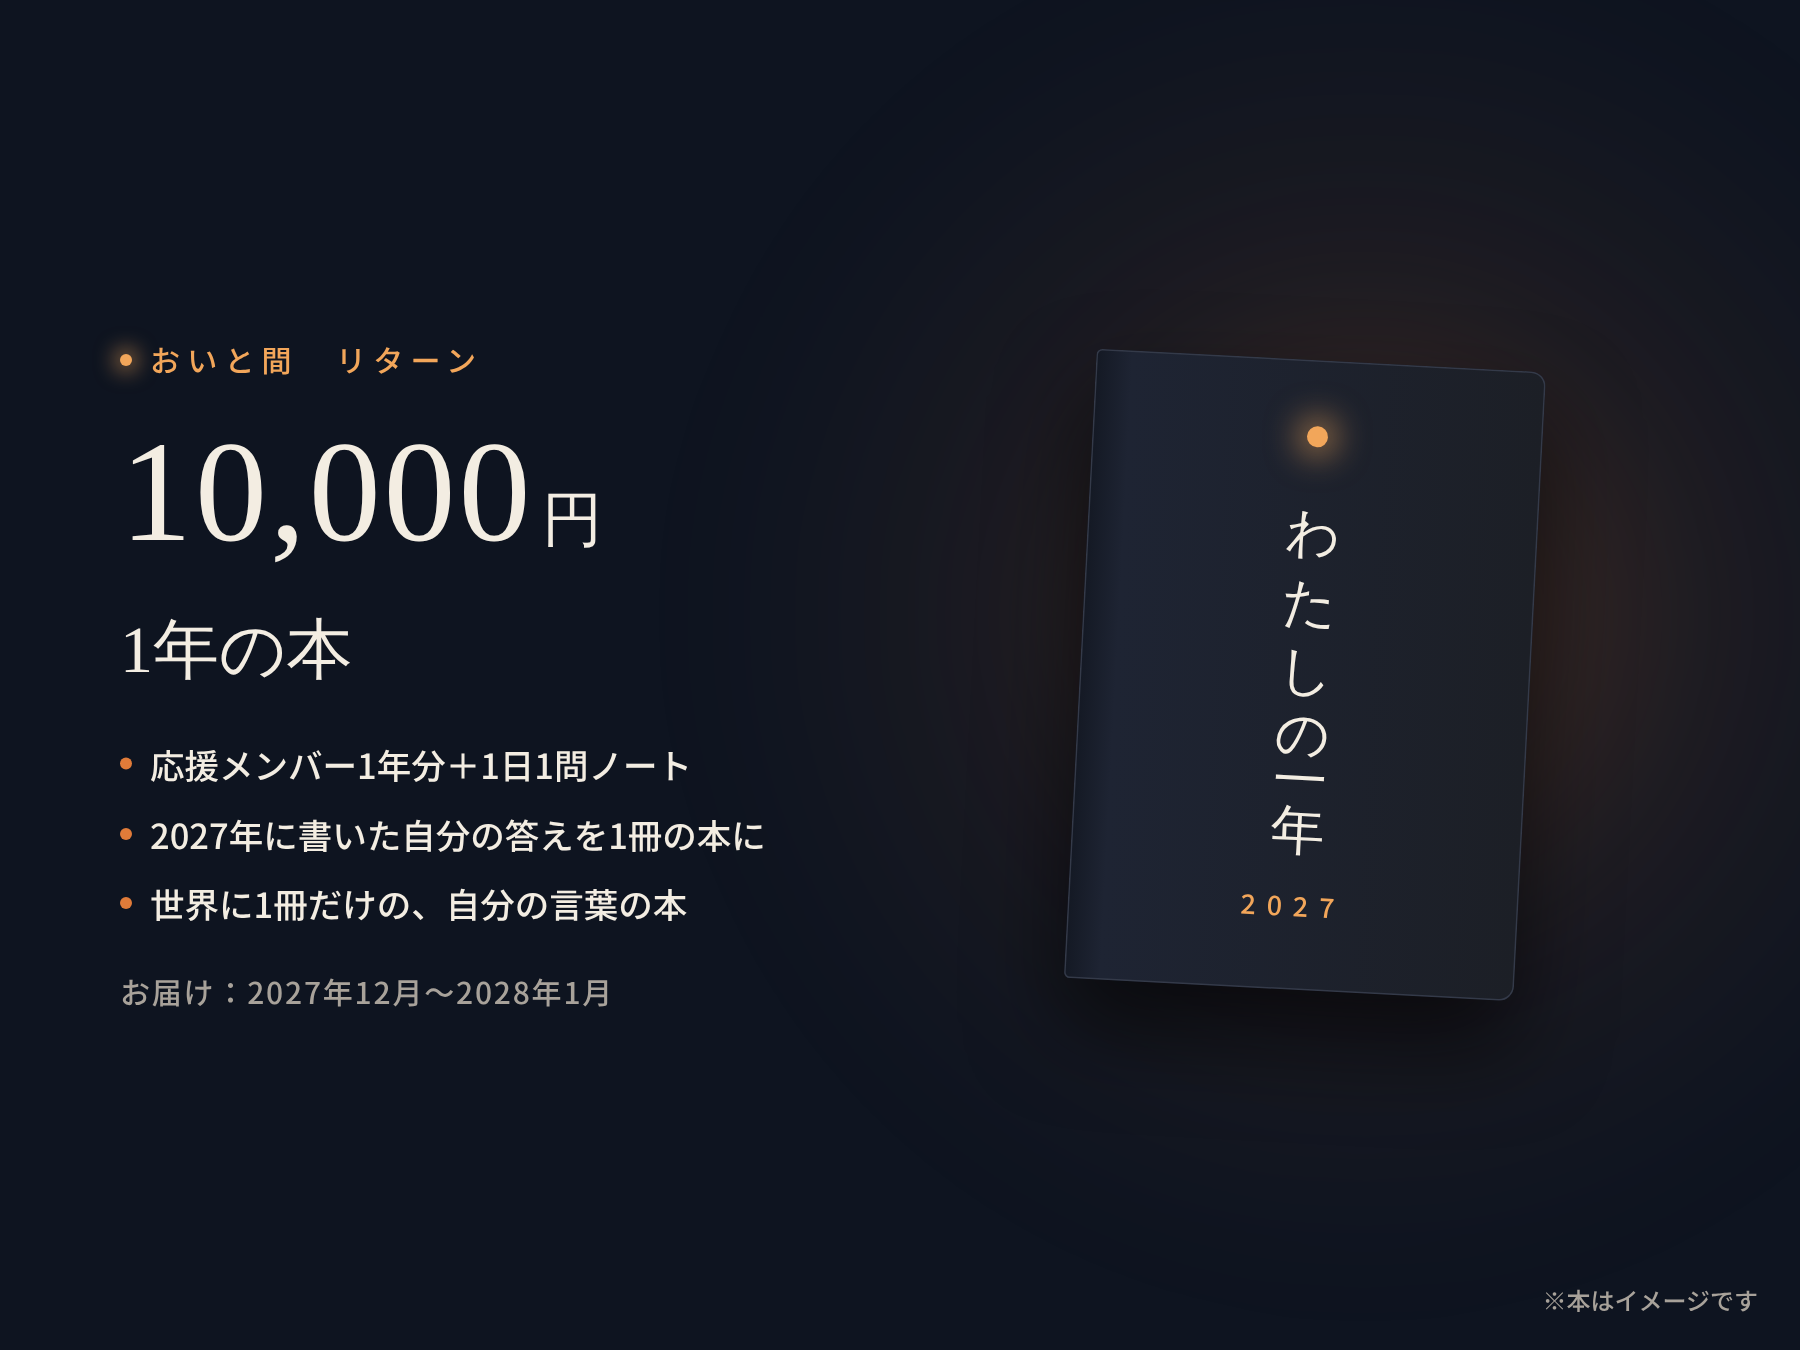 おいと間　リターン
10,000円
1年の本
応援メンバー1年分＋1日1問ノート
2027年に書いた自分の答えを1冊の本に
世界に1冊だけの、自分の言葉の本
お届け：2027年12月〜2028年1月
わたしの一年
2027
※本はイメージです